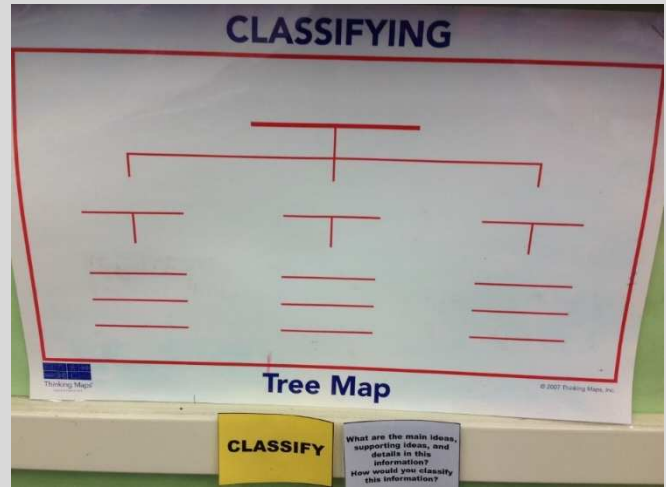 CLASSIFYING
Thinking Maps®
Tree Map
© 2007 Thinking Maps, Inc.
CLASSIFY
What are the main ideas,
supporting ideas, and
details in this
information?
How would you classify
this information?